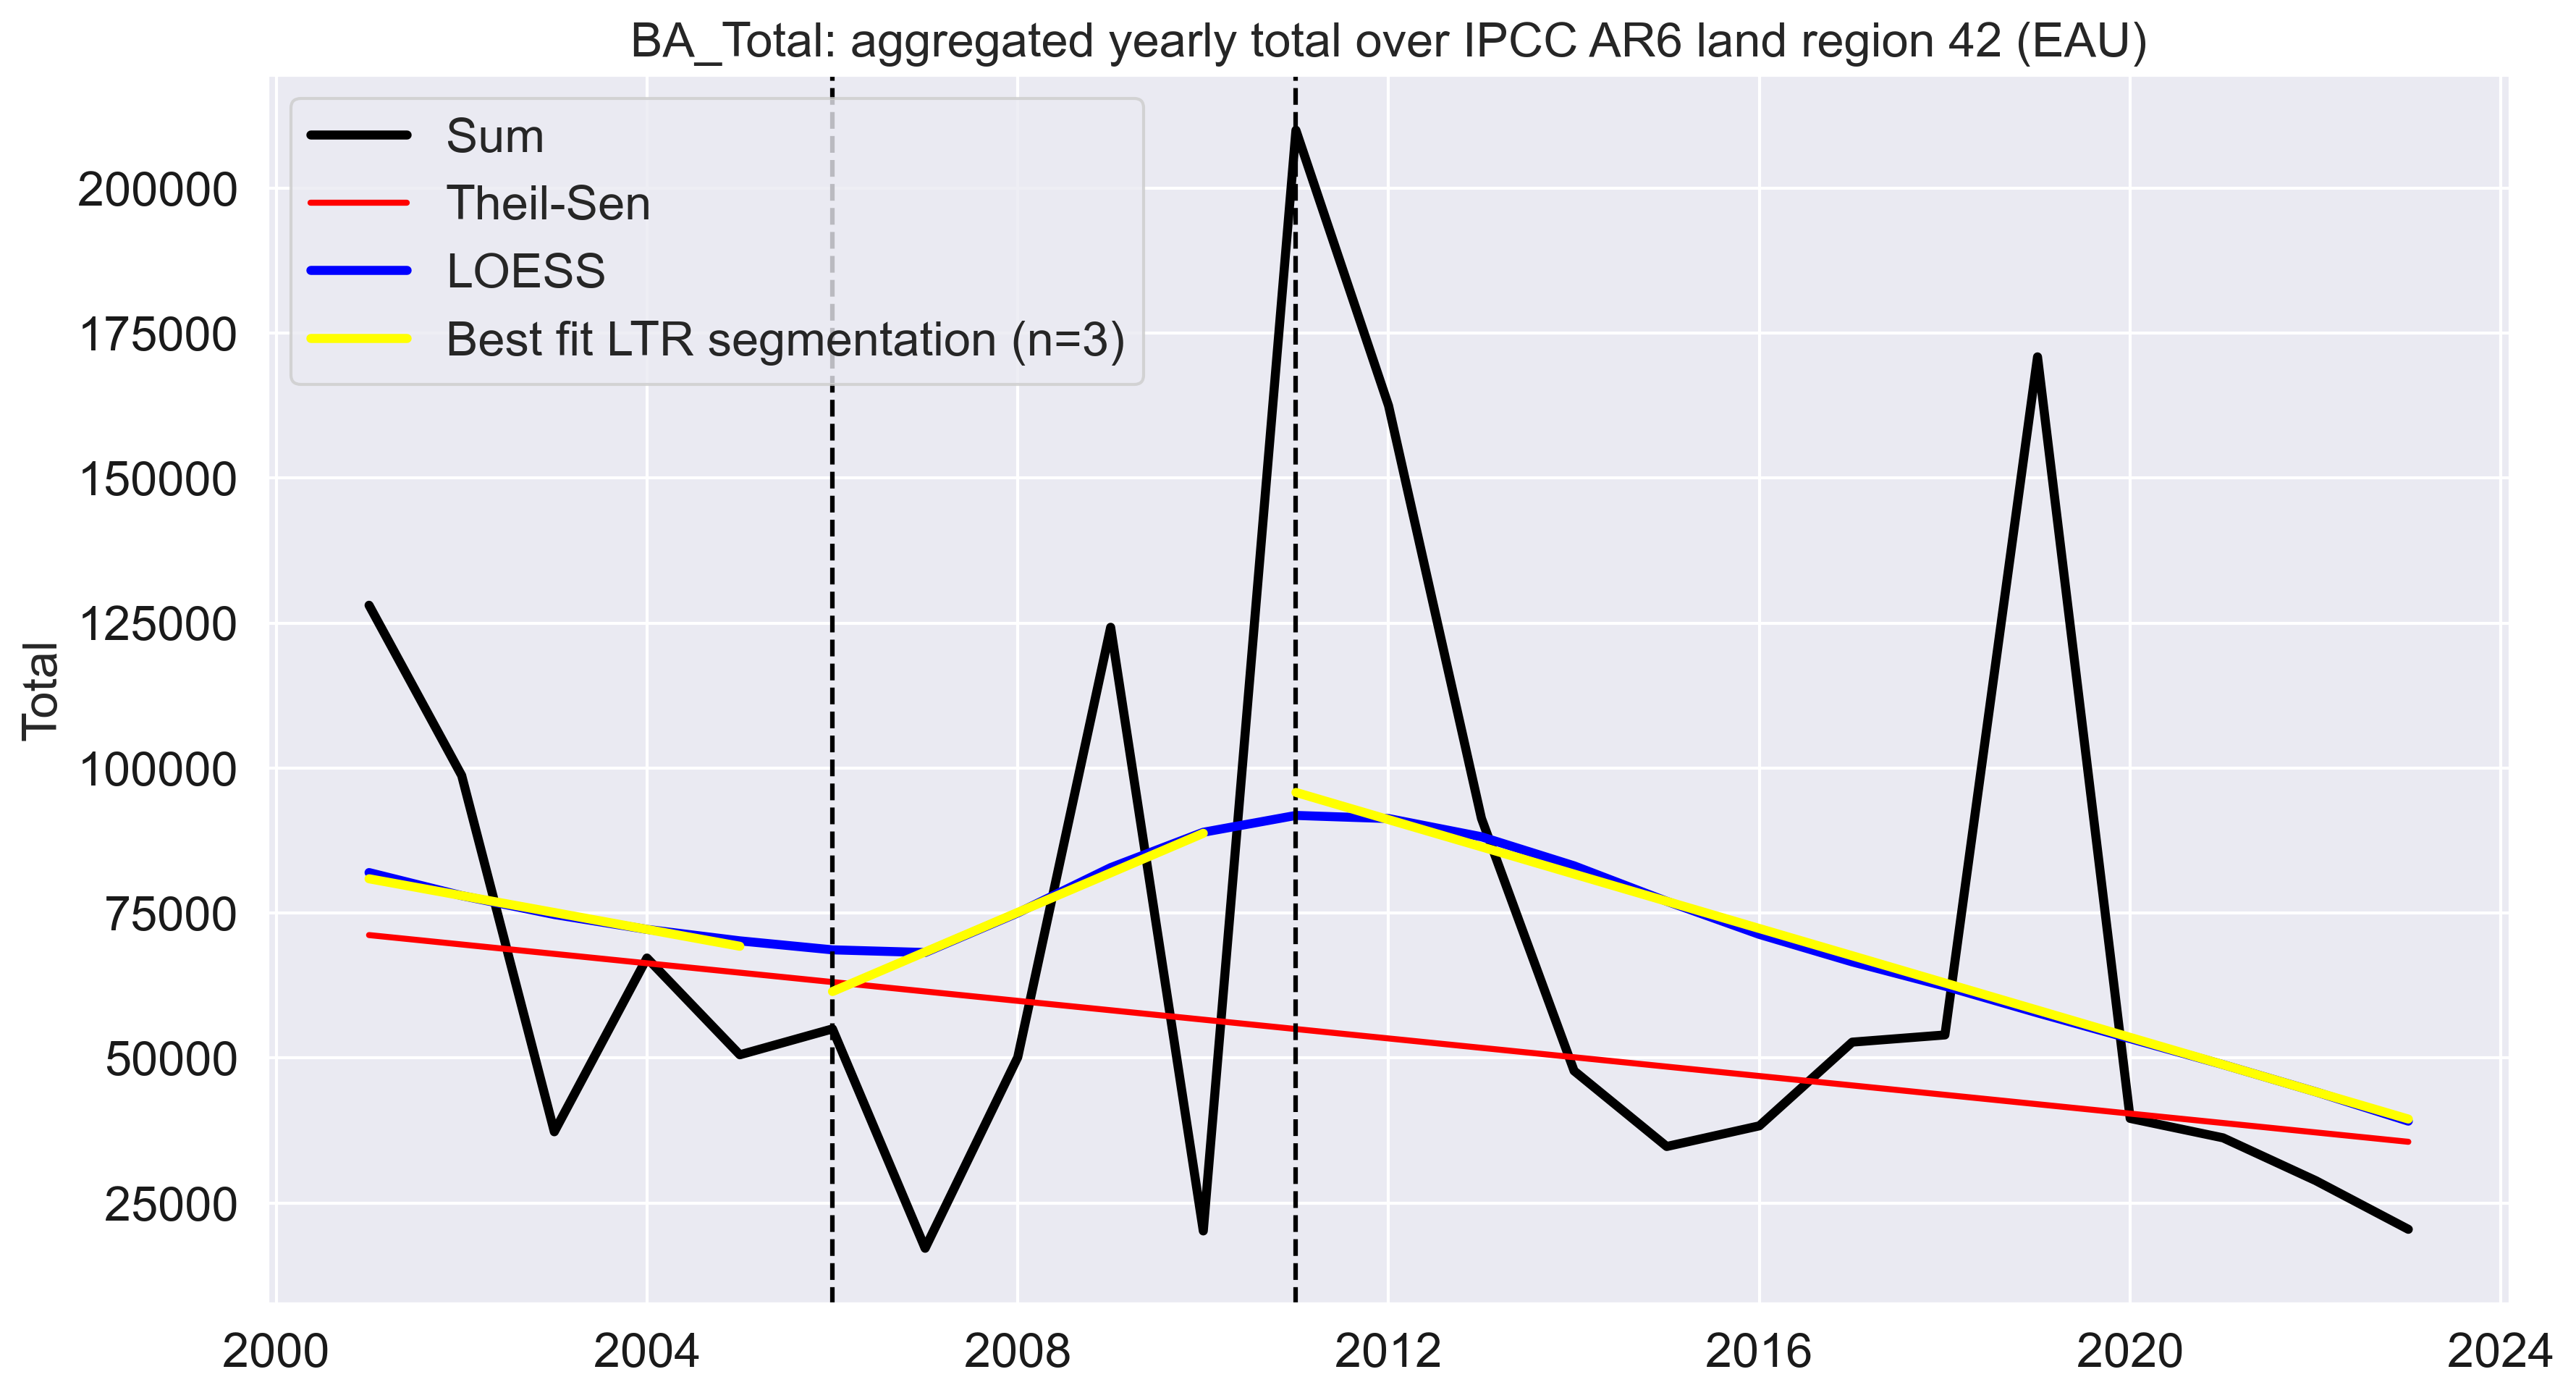 BA_Total: aggregated yearly total over IPCC AR6 land region 42 (EAU)
Sum
Theil-Sen
LOESS
Best fit LTR segmentation (n=3)
Total
200000
175000
150000
125000
100000
75000
50000
25000
2000 2004 2008 2012 2016 2020 2024